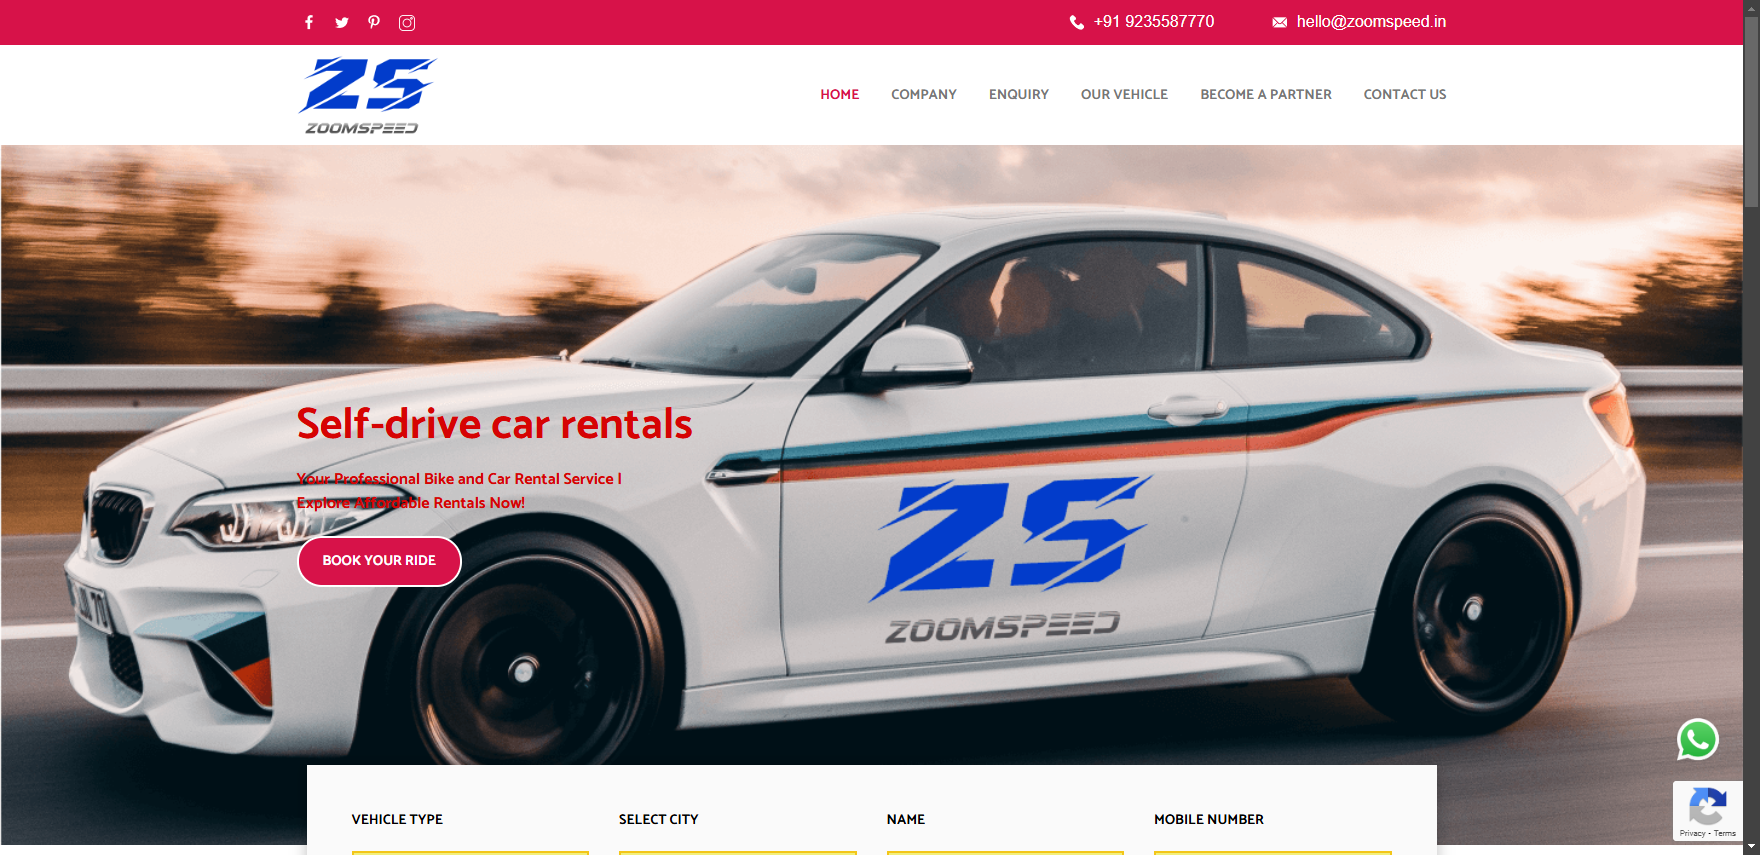 +91 9235587770
hello@zoomspeed.in
ZS
ZOOMSPEED
HOME
COMPANY
ENQUIRY
OUR VEHICLE
BECOME A PARTNER
CONTACT US
Self-drive car rentals
Your Professional Bike and Car Rental Service |
Explore Affordable Rentals Now!
BOOK YOUR RIDE
ZS
ZOOMSPEED
VEHICLE TYPE
SELECT CITY
NAME
MOBILE NUMBER
Privacy - Terms